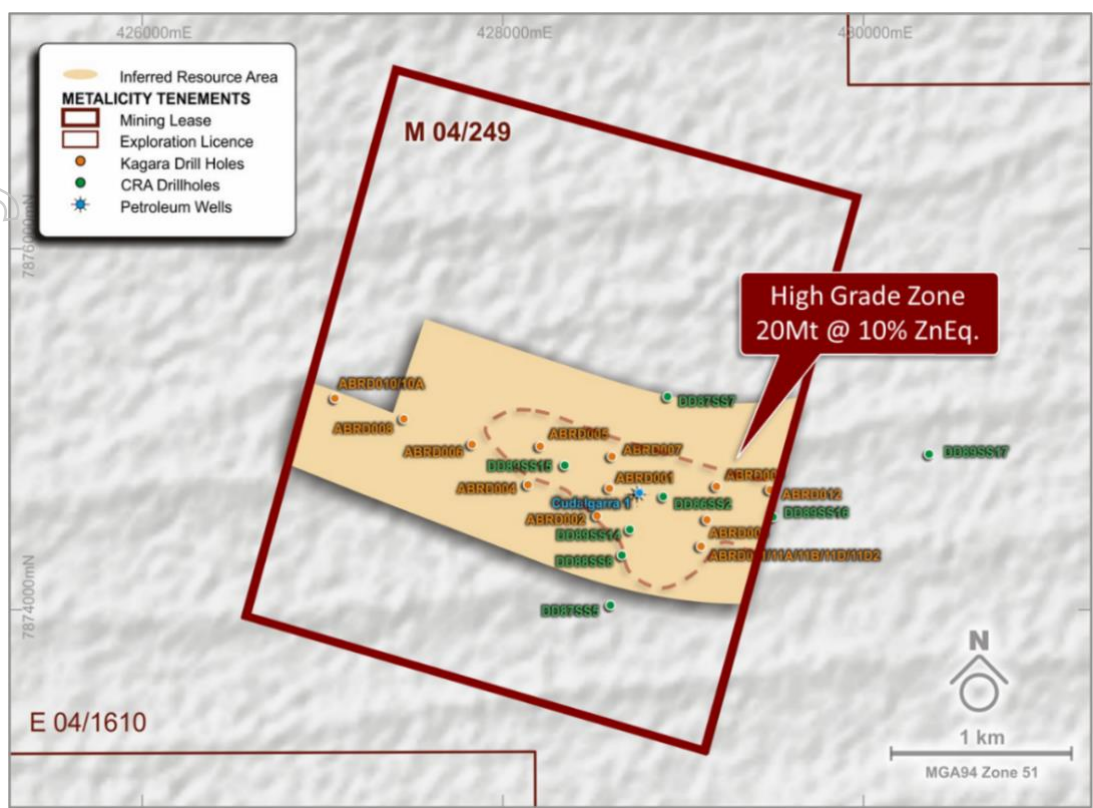 426000mE
428000mE
430000mE
Inferred Resource Area
METALICITY TENEMENTS
Mining Lease
Exploration Licence
Kagara Drill Holes
CRA Drillholes
Petroleum Wells
M 04/249
7876000mN
High Grade Zone
20Mt @ 10% ZnEq.
ABRD010/10A
DD87SS7
ABRD008
ABRD005
ABRD006
ABRD007
DD89SS17
DD89SS15
ABRD001
ABRD004
ABRD012
Cudalgarra 1
DD86SS2
ABRD002
DD89SS16
DD89SS14
DD88SS6
DD87SS5
7874000mN
E 04/1610
N
1 km
MGA94 Zone 51